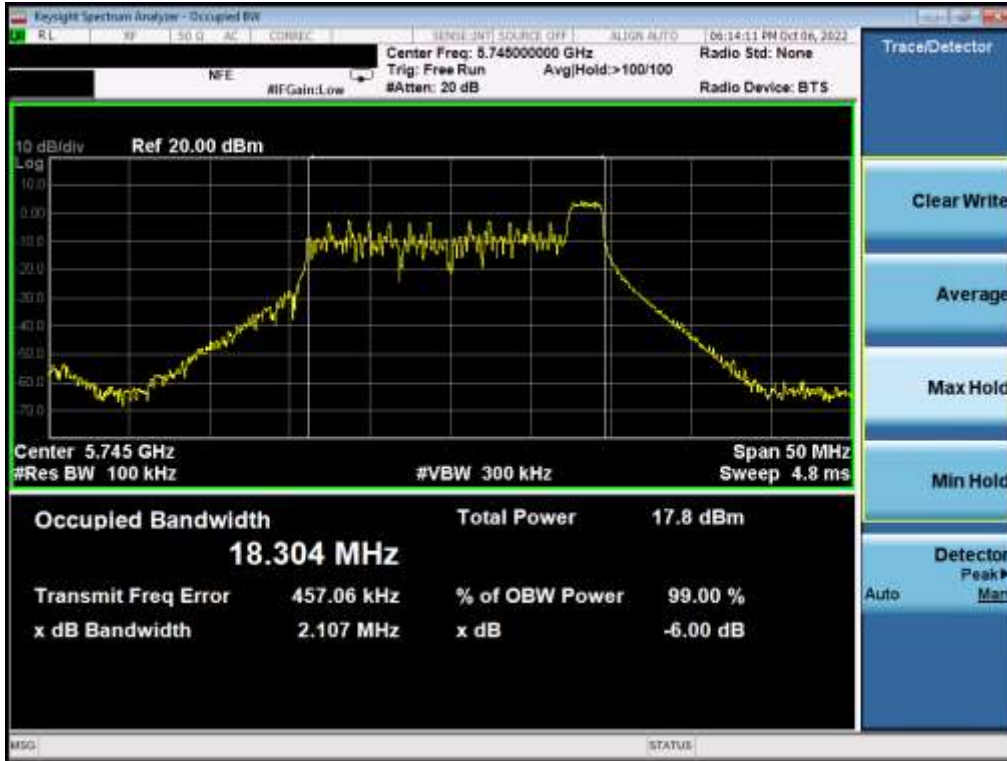 Keysight Spectrum Analyzer - Occupied BW
RL RF 50 Ω AC CORREC SENSE:INT SOURCE OFF ALIGN AUTO 06:14:11 PM Oct 06, 2022
Center Freq: 5.745000000 GHz Radio Std: None
NFE Trig: Free Run Avg|Hold:>100/100
#IFGain:Low #Atten: 20 dB Radio Device: BTS
Trace/Detector
10 dB/div Ref 20.00 dBm
Log
10.0
0.00
-10.0
-20.0
-30.0
-40.0
-50.0
-60.0
-70.0
Center 5.745 GHz Span 50 MHz
#Res BW 100 kHz #VBW 300 kHz Sweep 4.8 ms
Occupied Bandwidth Total Power 17.8 dBm
18.304 MHz
Transmit Freq Error 457.06 kHz % of OBW Power 99.00 %
x dB Bandwidth 2.107 MHz x dB -6.00 dB
Clear Write
Average
Max Hold
Min Hold
Detector
Peak
Auto Man
MSG STATUS